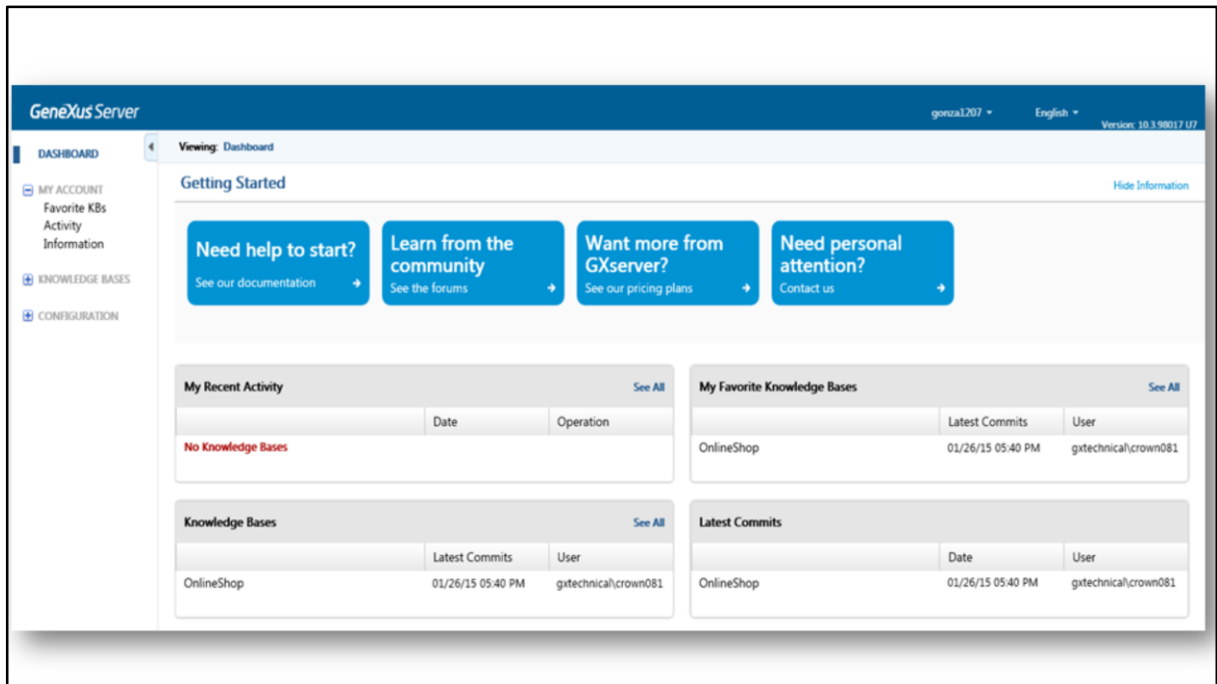 GeneXus Server
gonza1207
English
Version: 10.3.98017 U7
DASHBOARD
MY ACCOUNT
Favorite KBs
Activity
Information
KNOWLEDGE BASES
CONFIGURATION
Viewing: Dashboard
Getting Started
Hide Information
Need help to start?
See our documentation
Learn from the
community
See the forums
Want more from
GXserver?
See our pricing plans
Need personal
attention?
Contact us
My Recent Activity See All
Date Operation
No Knowledge Bases
My Favorite Knowledge Bases See All
Latest Commits User
OnlineShop 01/26/15 05:40 PM gxtechnical\crown081
Knowledge Bases See All
Latest Commits User
OnlineShop 01/26/15 05:40 PM gxtechnical\crown081
Latest Commits
Date User
OnlineShop 01/26/15 05:40 PM gxtechnical\crown081